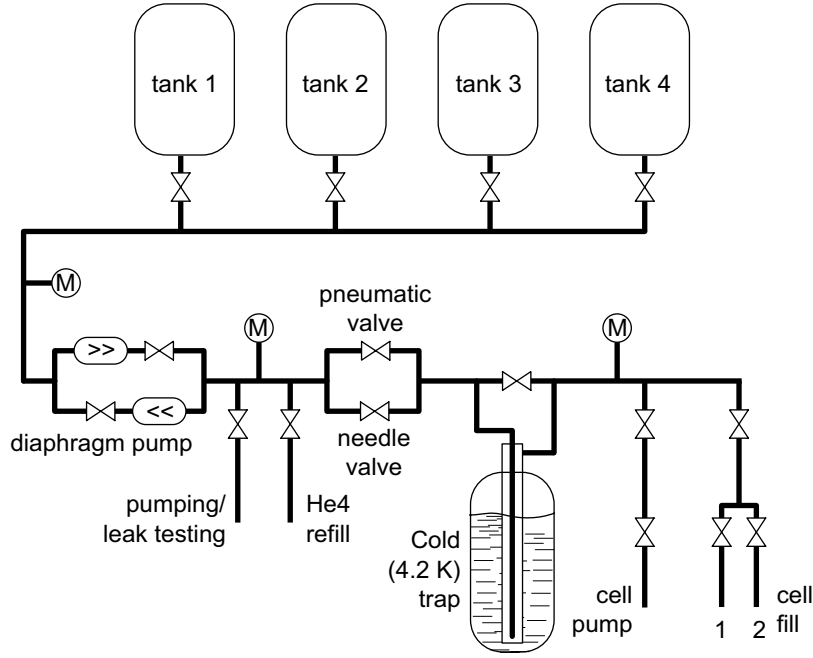 tank 1
tank 2
tank 3
tank 4
M
pneumatic
valve
M
M
>>
<<
diaphragm pump
needle
valve
pumping/
leak testing
He4
refill
Cold
(4.2 K)
trap
cell
pump
1
2
cell
fill